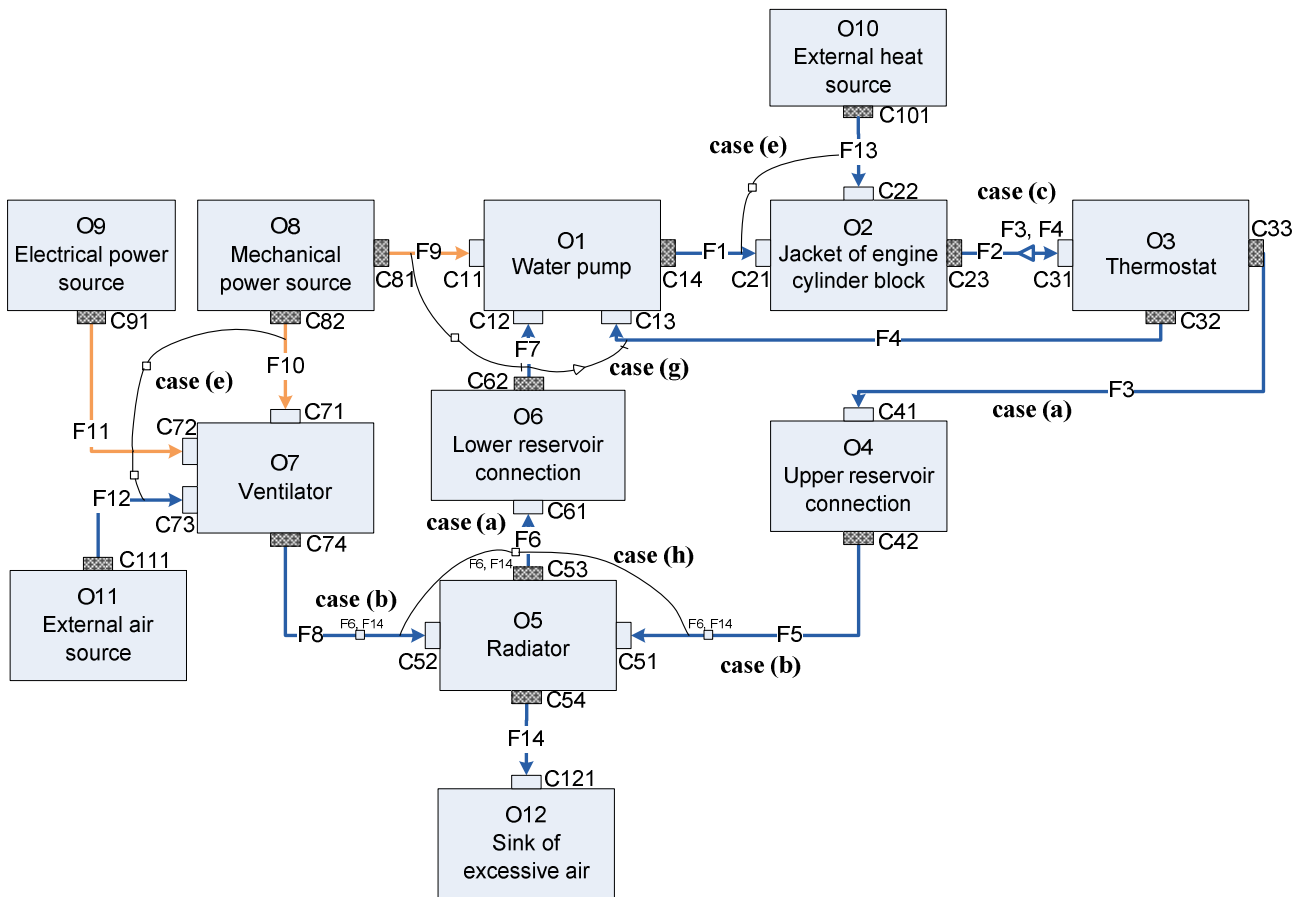 O10
External heat
source
C101
case (e)
F13
C22
case (c)
O9
Electrical power
source
C91
O8
Mechanical
power source
C81
C82
F9
C11
O1
Water pump
C12
C13
C14
F1
C21
O2
Jacket of engine
cylinder block
C23
F2
F3, F4
C31
O3
Thermostat
C33
C32
F4
F7
case (g)
C62
F10
case (e)
F3
case (a)
C71
C72
F11
O7
Ventilator
F12
C73
C74
O6
Lower reservoir
connection
case (a)
C61
C41
O4
Upper reservoir
connection
C42
F6
F6, F14
C53
case (h)
C111
O11
External air
source
case (b)
F8
F6, F14
C52
O5
Radiator
C51
F6, F14
F5
case (b)
C54
F14
C121
O12
Sink of
excessive air